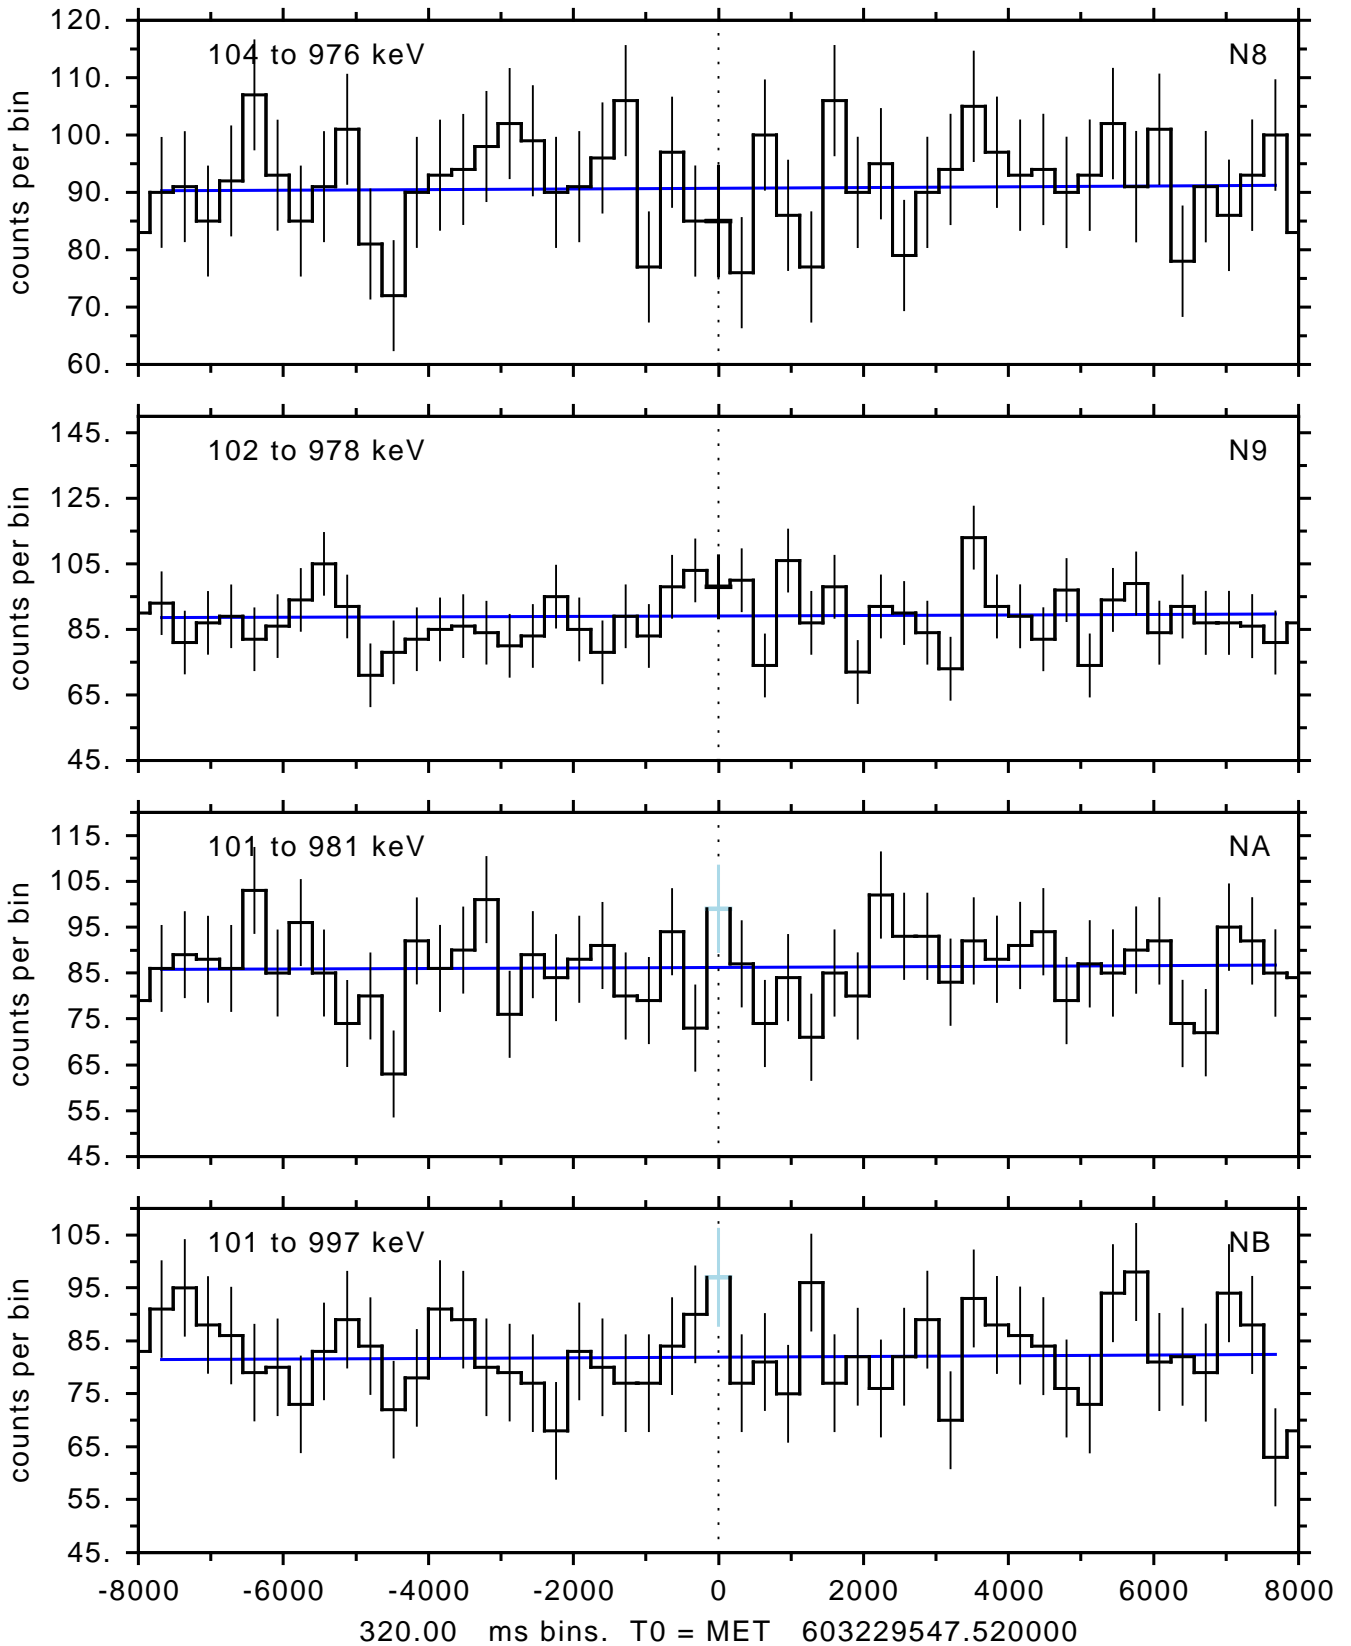 120.
110.
100.
90.
80.
70.
60.
counts per bin
104 to 976 keV
N8
145.
125.
105.
85.
65.
45.
counts per bin
102 to 978 keV
N9
115.
105.
95.
85.
75.
65.
55.
45.
counts per bin
101 to 981 keV
NA
105.
95.
85.
75.
65.
55.
45.
counts per bin
101 to 997 keV
NB
-8000 -6000 -4000 -2000 0 2000 4000 6000 8000
320.00 ms bins. T0 = MET 603229547.520000